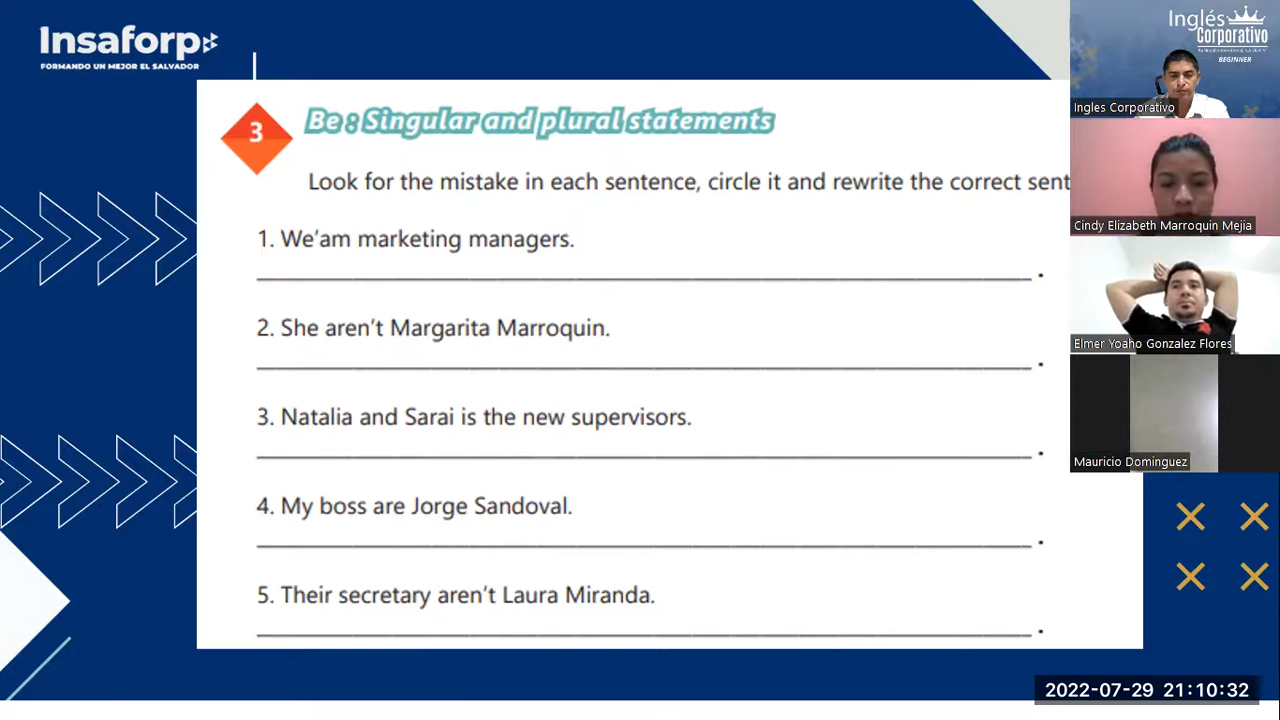 Insaforp
FORMANDO UN MEJOR EL SALVADOR
3
Be : Singular and plural statements
Look for the mistake in each sentence, circle it and rewrite the correct sent
1. We'am marketing managers.
.
2. She aren't Margarita Marroquin.
.
3. Natalia and Sarai is the new supervisors.
.
4. My boss are Jorge Sandoval.
.
5. Their secretary aren't Laura Miranda.
.
Inglés
Corporativo
BEGINNER
Ingles Corporativo
Cindy Elizabeth Marroquin Mejia
Elmer Yoaho Gonzalez Flores
Mauricio Dominguez
2022-07-29 21:10:32